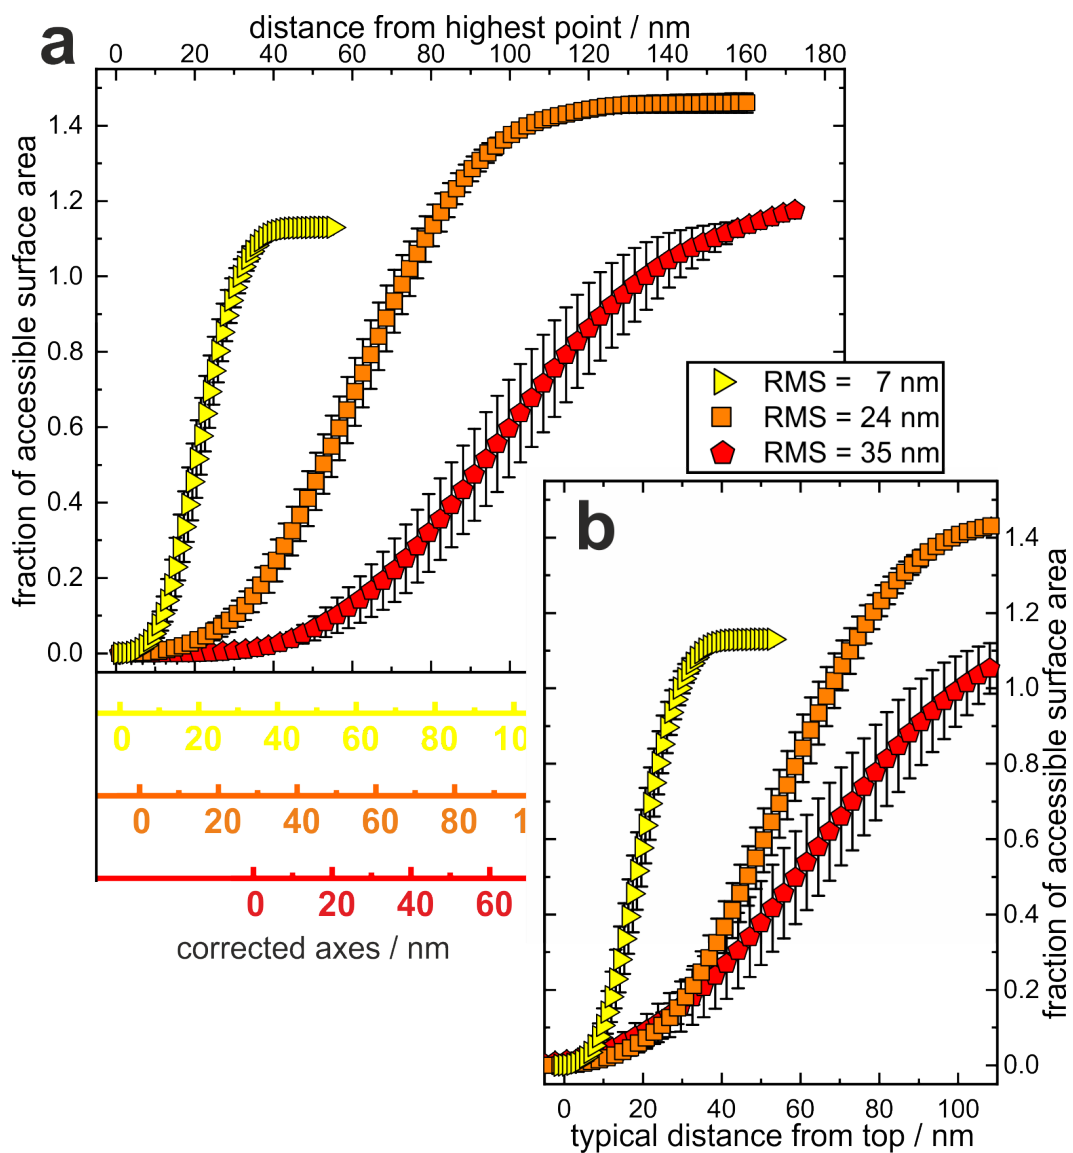 a
distance from highest point / nm
0 20 40 60 80 100 120 140 160 180
fraction of accessible surface area
1.4
1.2
1.0
0.8
0.6
0.4
0.2
0.0
RMS = 7 nm
RMS = 24 nm
RMS = 35 nm
0 20 40 60 80 10
0 20 40 60 80 1
0 20 40 60
corrected axes / nm
b
1.4
1.2
1.0
0.8
0.6
0.4
0.2
0.0
fraction of accessible surface area
0 20 40 60 80 100
typical distance from top / nm